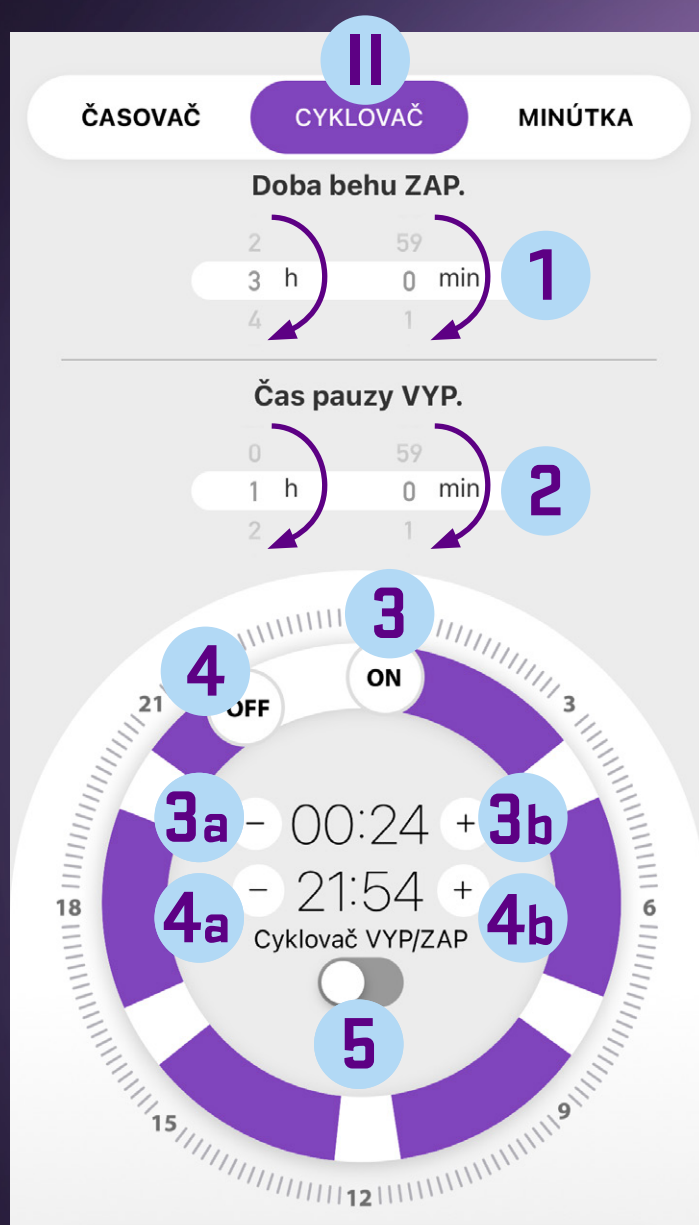 II
ČASOVAČ CYKLOVAČ MINÚTKA
Doba behu ZAP.
2 59
3 h 0 min 1
4 1
Čas pauzy VYP.
0 59
1 h 0 min 2
2 1
3
4 ON
21 OFF 3
3a − 00:24 + 3b
18 4a − 21:54 + 4b 6
Cyklovač VYP/ZAP
5
15 9
12